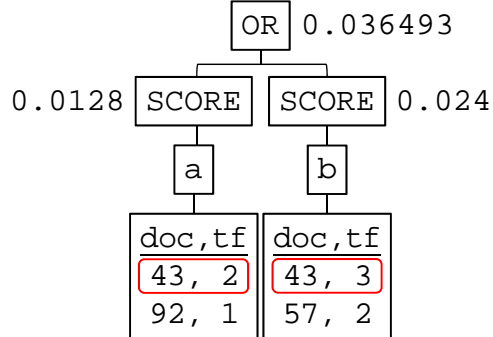 OR 0.036493
0.0128 SCORE SCORE 0.024
a b
doc,tf doc,tf
43, 2 43, 3
92, 1 57, 2